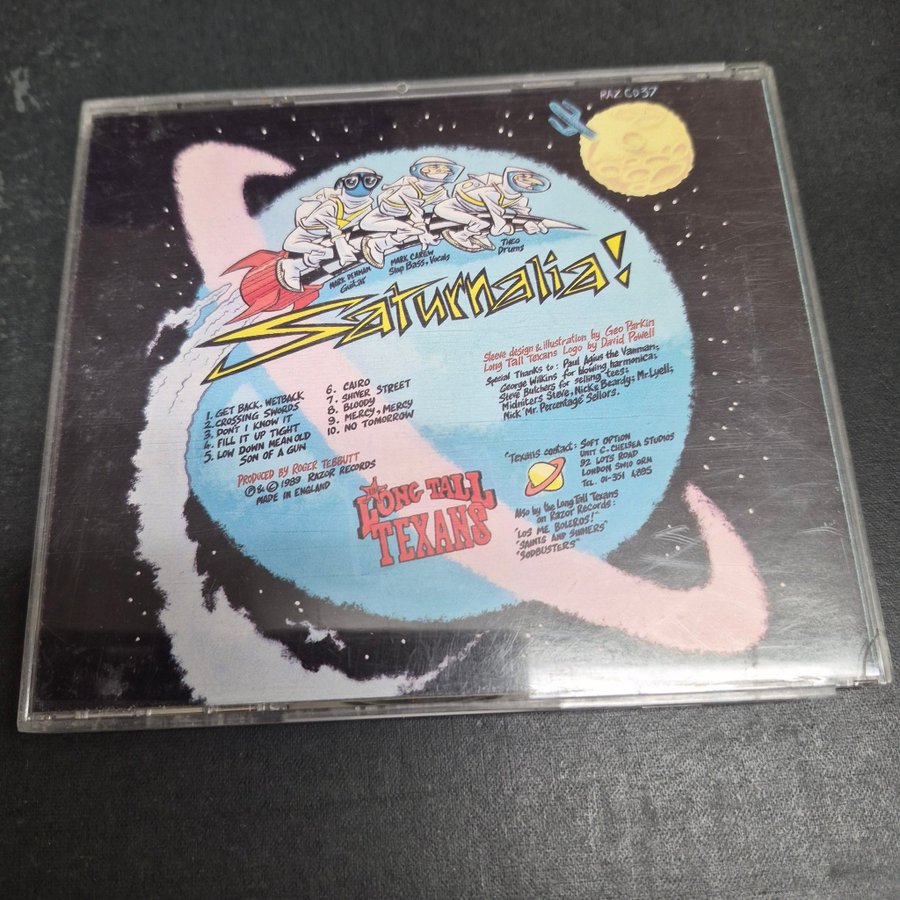 RAZ CD 37
MARK DENMAN
Guitar
MARK CAREW
Slap Bass, Vocals
THEO
Drums
Saturnalia!
1. GET BACK, WETBACK
2. CROSSING SWORDS
3. DON'T I KNOW IT
4. FILL IT UP TIGHT
5. LOW DOWN MEAN OLD
SON OF A GUN
6. CAIRO
7. SHIVER STREET
8. BLOODY
9. MERCY, MERCY
10. NO TOMORROW
PRODUCED BY ROGER TEBBUTT
℗ & © 1989 RAZOR RECORDS
MADE IN ENGLAND
THE
LONG TALL
TEXANS
Sleeve design & illustration by Geo Parkin
Long Tall Texans Logo by David Powell
Special Thanks to: Paul Agius the Vanman;
George Wilkins for blowing harmonica;
Steve Butchers for selling tees;
Midniters Steve, Nick & Beardy; Mr. Lyell;
Nick 'Mr. Percentage' Sellors.
Texans contact: SOFT OPTION
UNIT C. CHELSEA STUDIOS
92 LOTS ROAD
LONDON SW10 0RM
TEL. 01-351 4895
Also by the Long Tall Texans
on Razor Records:
"LOS ME BOLEROS!"
"SAINTS AND SINNERS"
"SODBUSTERS"